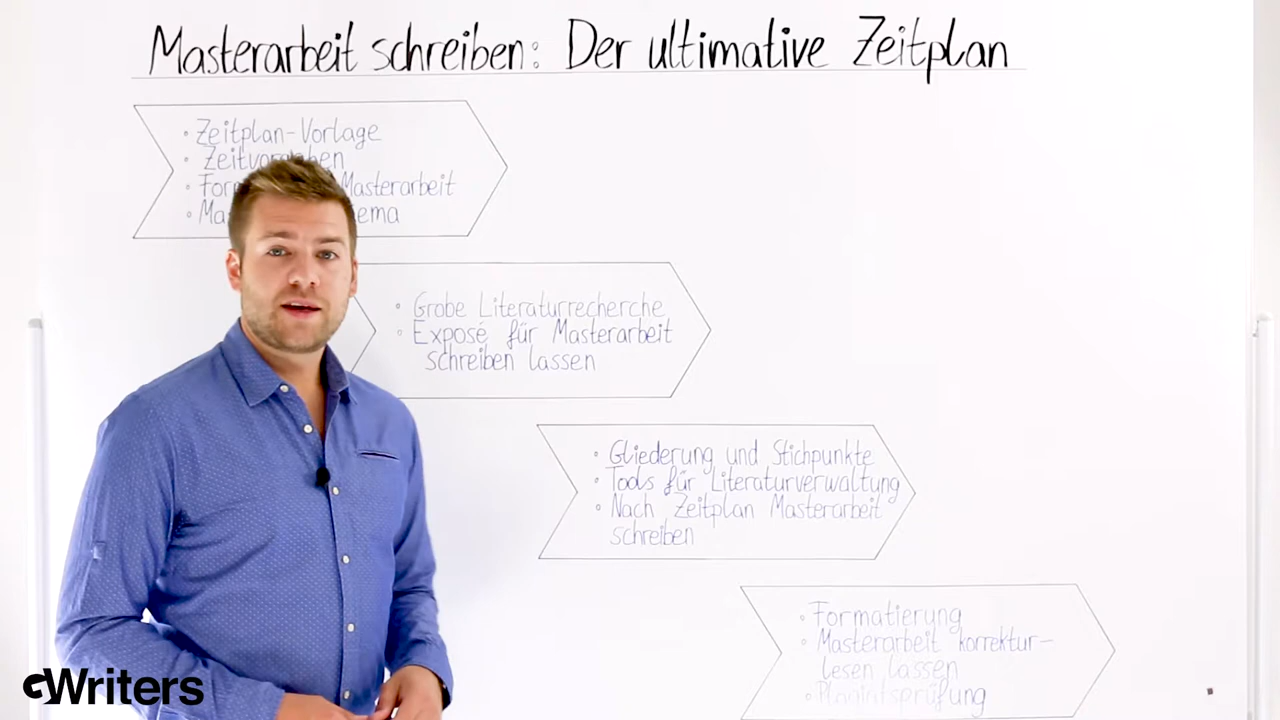 Masterarbeit schreiben: Der ultimative Zeitplan
• Zeitplan-Vorlage
•
• Masterarbeit
•
• Grobe Literaturrecherche
• Exposé für Masterarbeit
schreiben lassen
• Gliederung und Stichpunkte
• Tools für Literaturverwaltung
• Nach Zeitplan Masterarbeit
schreiben
• Formatierung
• Masterarbeit korrektur-
lesen lassen
• Plagiatsprüfung
Writers